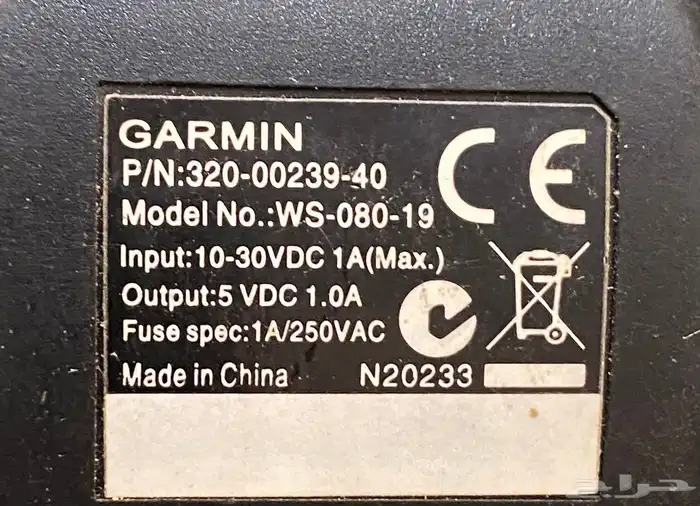 GARMIN
P/N:320-00239-40
Model No.:WS-080-19
Input:10-30VDC 1A(Max.)
Output:5 VDC 1.0A
Fuse spec:1A/250VAC
Made in China N20233
CE
حراج